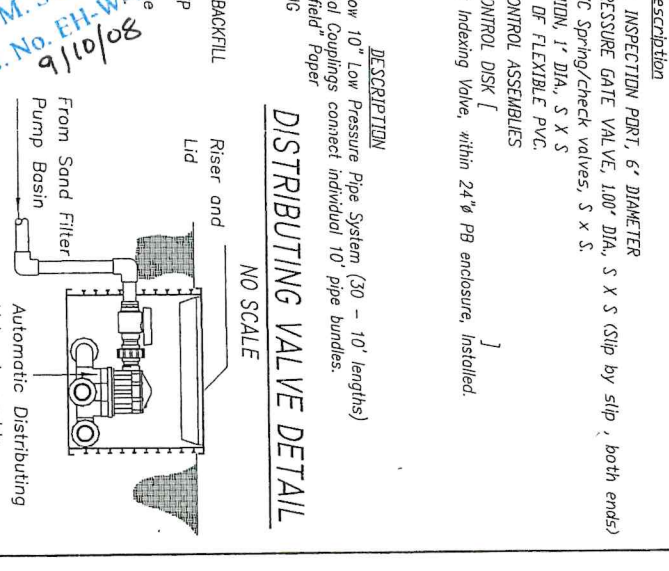 escription
INSPECTION PORT, 6" DIAMETER
PRESSURE GATE VALVE, 1.00" DIA., S X S (Slip by slip , both ends)
C Spring/check valves, S x S.
ION, 1" DIA., S X S
OF FLEXIBLE PVC.
ONTROL ASSEMBLIES
ONTROL DISK [ ]
Indexing Valve, within 24"ø PB enclosure, Installed.
DESCRIPTION
ow 10" Low Pressure Pipe System (30 - 10' lengths)
al Couplings connect individual 10' pipe bundles.
field" Paper
NG
DISTRIBUTING VALVE DETAIL
NO SCALE
BACKFILL
Riser and
Lid
From Sand Filter
Pump Basin
Automatic Distributing
M. S
. No. EH-W
9/10/08